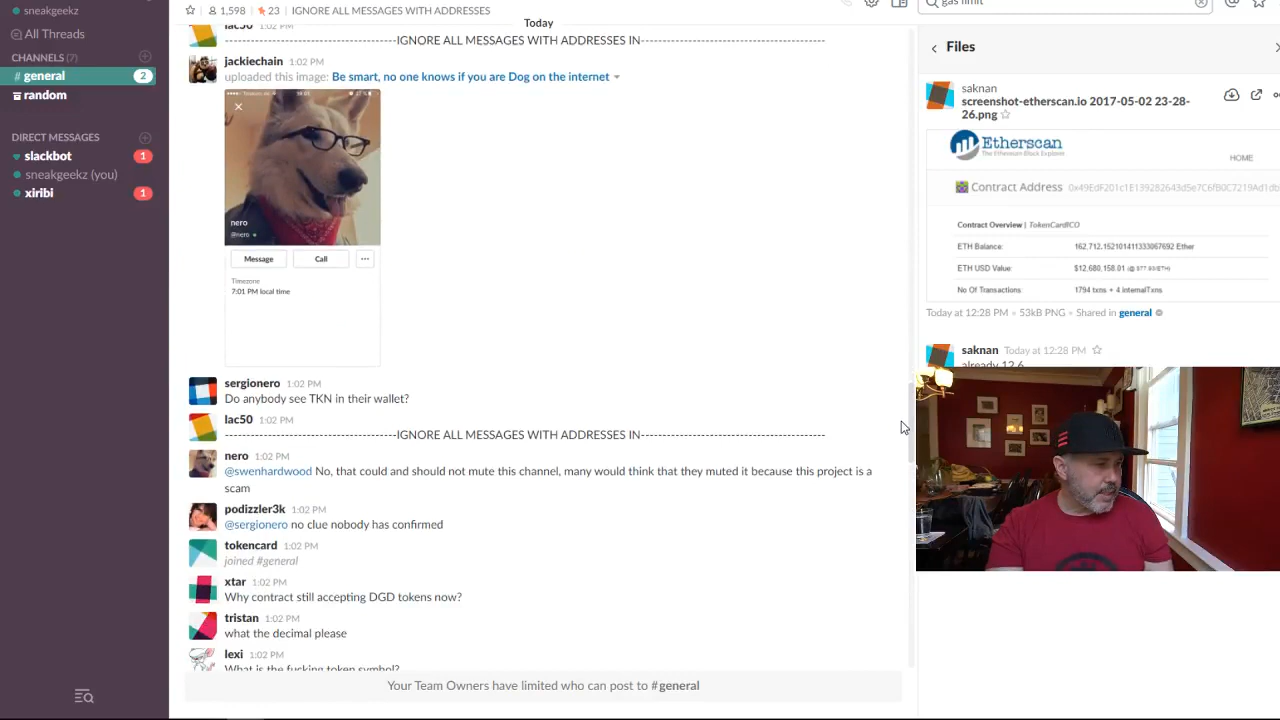 sneakgeekz
All Threads
CHANNELS (7)
# general 2
random
DIRECT MESSAGES
slackbot 1
sneakgeekz (you)
xiribi 1
1,598 | 23 | IGNORE ALL MESSAGES WITH ADDRESSES
Today
lac50 1:02 PM
-----------------------------------------IGNORE ALL MESSAGES WITH ADDRESSES IN--------------------------------------------
jackiechain 1:02 PM
uploaded this image: Be smart, no one knows if you are Dog on the internet
nero
@nero
Message Call ...
Timezone
7:01 PM local time
sergionero 1:02 PM
Do anybody see TKN in their wallet?
lac50 1:02 PM
-----------------------------------------IGNORE ALL MESSAGES WITH ADDRESSES IN--------------------------------------------
nero 1:02 PM
@swenhardwood No, that could and should not mute this channel, many would think that they muted it because this project is a
scam
podizzler3k 1:02 PM
@sergionero no clue nobody has confirmed
tokencard 1:02 PM
joined #general
xtar 1:02 PM
Why contract still accepting DGD tokens now?
tristan 1:02 PM
what the decimal please
lexi 1:02 PM
What is the fucking token symbol?
Your Team Owners have limited who can post to #general
gas limit
Files
saknan
screenshot-etherscan.io 2017-05-02 23-28-
26.png
Etherscan
The Ethereum Block Explorer
HOME
Contract Address
Contract Overview | TokenCardICO
ETH Balance: 162,712.152101411333067692 Ether
ETH USD Value: $12,680,158.01
No Of Transactions: 1794 txns + 4 internalTxns
Today at 12:28 PM • 53kB PNG • Shared in general
saknan Today at 12:28 PM
already 12.6